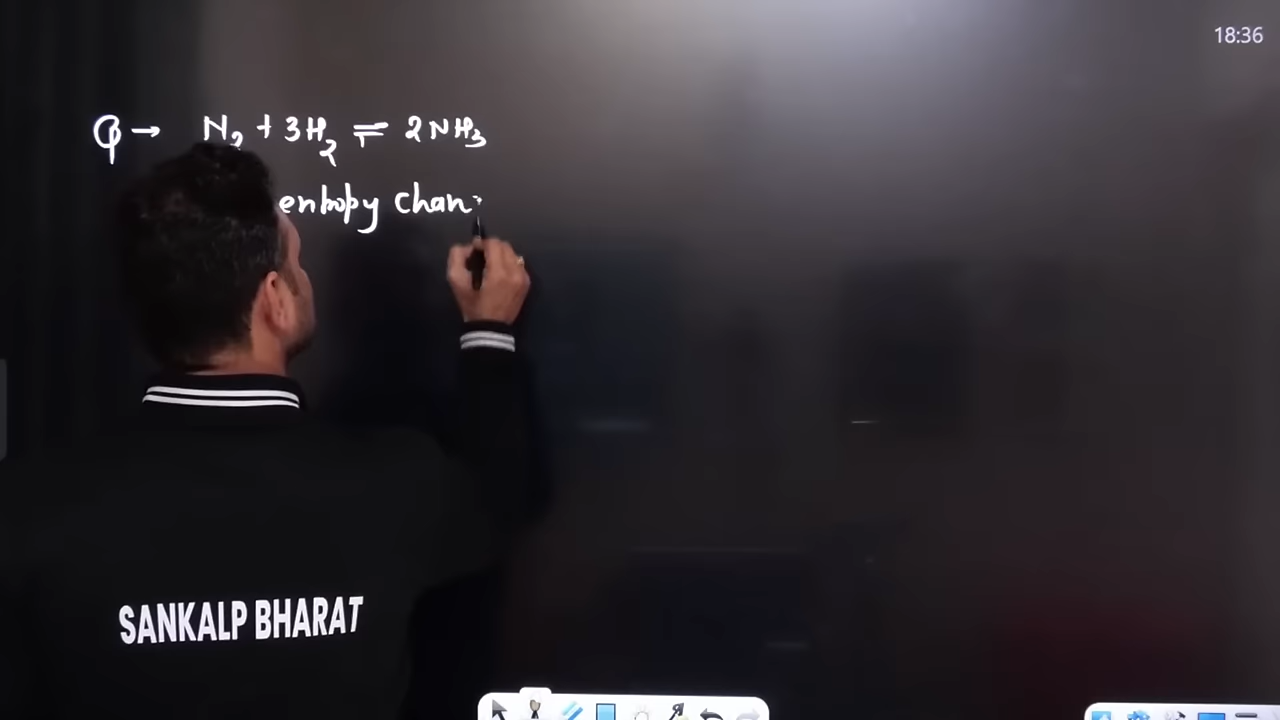 18:36
Q → N2 + 3H2 ⇌ 2NH3
entropy chan
SANKALP BHARAT